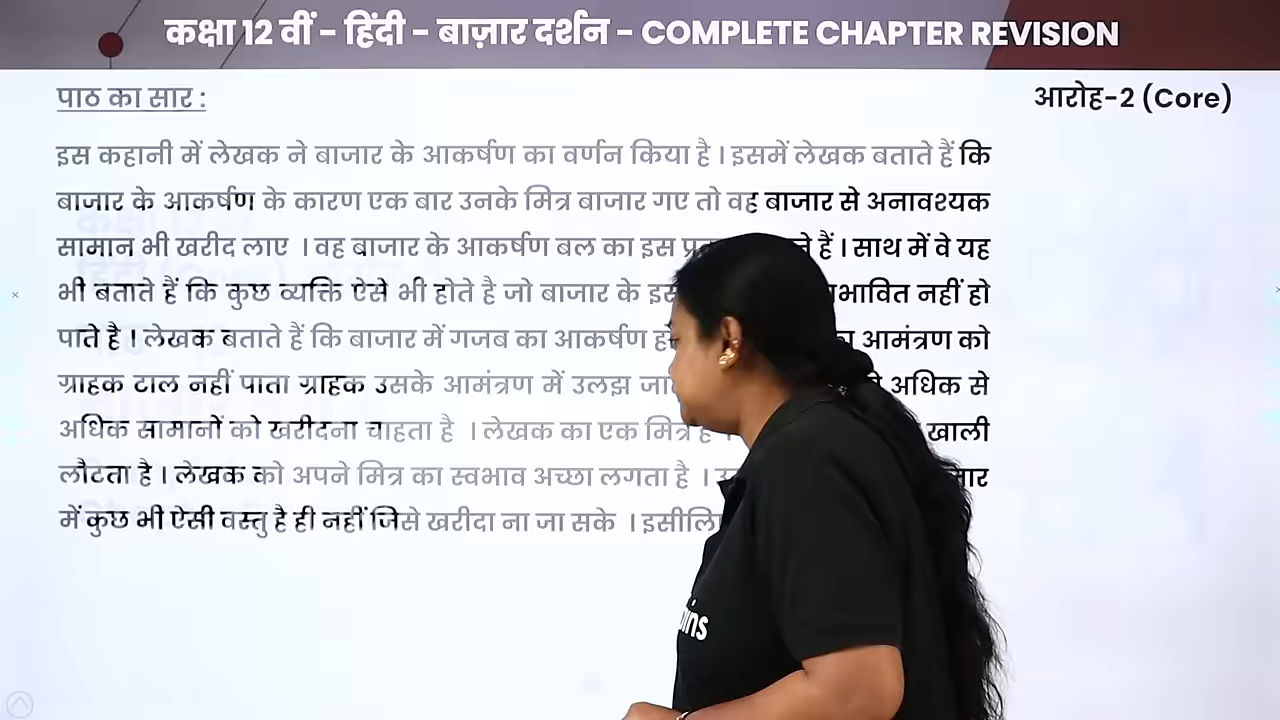 कक्षा 12 वीं - हिंदी - बाज़ार दर्शन - COMPLETE CHAPTER REVISION
पाठ का सार :
आरोह-2 (Core)
इस कहानी में लेखक ने बाजार के आकर्षण का वर्णन किया है । इसमें लेखक बताते हैं कि
बाजार के आकर्षण के कारण एक बार उनके मित्र बाजार गए तो वह बाजार से अनावश्यक
सामान भी खरीद लाए । वह बाजार के आकर्षण बल का इस हैं । साथ में वे यह
भी बताते हैं कि कुछ व्यक्ति ऐसे भी होते है जो बाजार के नहीं हो
पाते है । लेखक बताते हैं कि बाजार में गजब का आकर्षण आमंत्रण को
ग्राहक टाल नहीं पाता ग्राहक उसके आमंत्रण में उलझ अधिक से
अधिक सामानों को खरीदना चाहता है । लेखक का एक मित्र है खाली
लौटता है । लेखक को अपने मित्र का स्वभाव अच्छा लगता है ।
में कुछ भी ऐसी वस्तु है ही नहीं जिसे खरीदा ना जा सके ।